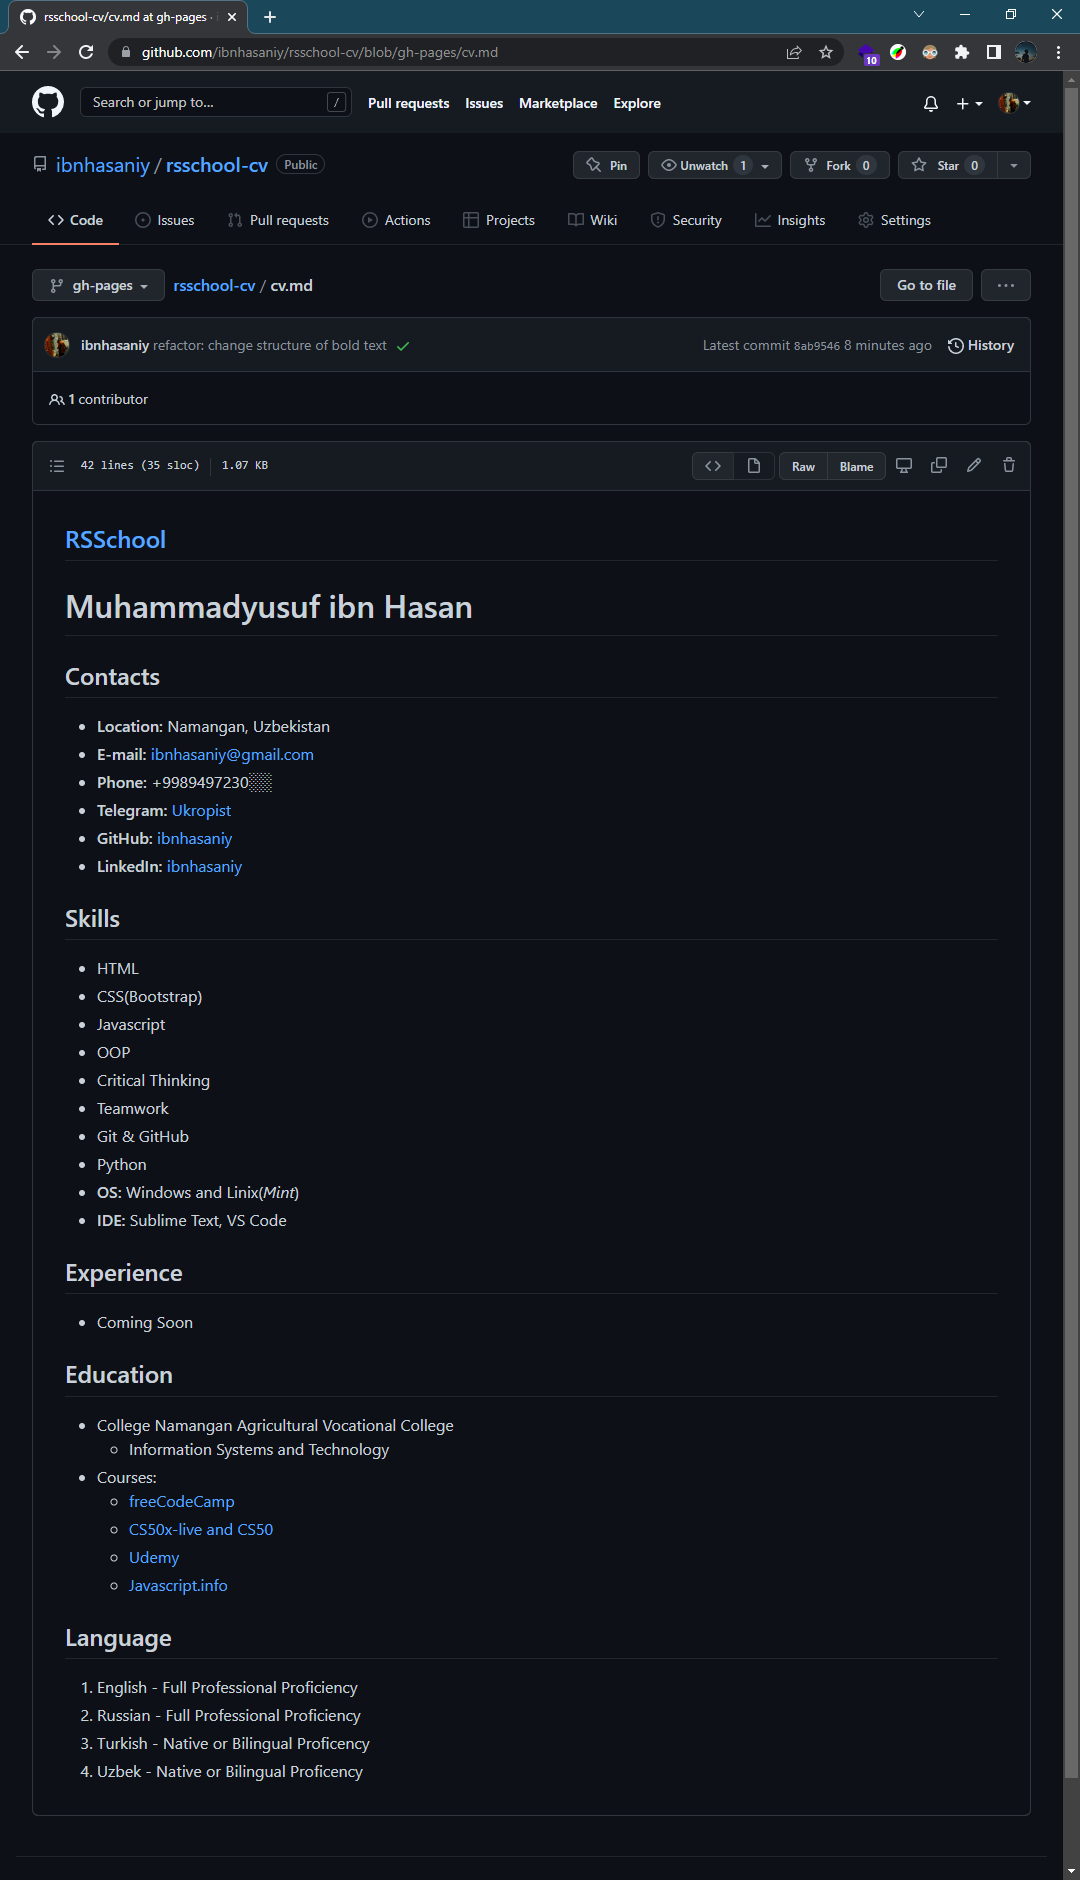 rsschool-cv/cv.md at gh-pages ·
github.com/ibnhasaniy/rsschool-cv/blob/gh-pages/cv.md
10
Search or jump to... / Pull requests Issues Marketplace Explore
ibnhasaniy / rsschool-cv Public Pin Unwatch 1 Fork 0 Star 0
Code Issues Pull requests Actions Projects Wiki Security Insights Settings
gh-pages rsschool-cv / cv.md Go to file ...
ibnhasaniy refactor: change structure of bold text Latest commit 8ab9546 8 minutes ago History
1 contributor
42 lines (35 sloc) 1.07 KB Raw Blame
RSSchool
Muhammadyusuf ibn Hasan
Contacts
Location: Namangan, Uzbekistan
E-mail: ibnhasaniy@gmail.com
Phone: +9989497230░░
Telegram: Ukropist
GitHub: ibnhasaniy
LinkedIn: ibnhasaniy
Skills
HTML
CSS(Bootstrap)
Javascript
OOP
Critical Thinking
Teamwork
Git & GitHub
Python
OS: Windows and Linix(Mint)
IDE: Sublime Text, VS Code
Experience
Coming Soon
Education
College Namangan Agricultural Vocational College
Information Systems and Technology
Courses:
freeCodeCamp
CS50x-live and CS50
Udemy
Javascript.info
Language
1. English - Full Professional Proficiency
2. Russian - Full Professional Proficiency
3. Turkish - Native or Bilingual Proficency
4. Uzbek - Native or Bilingual Proficency